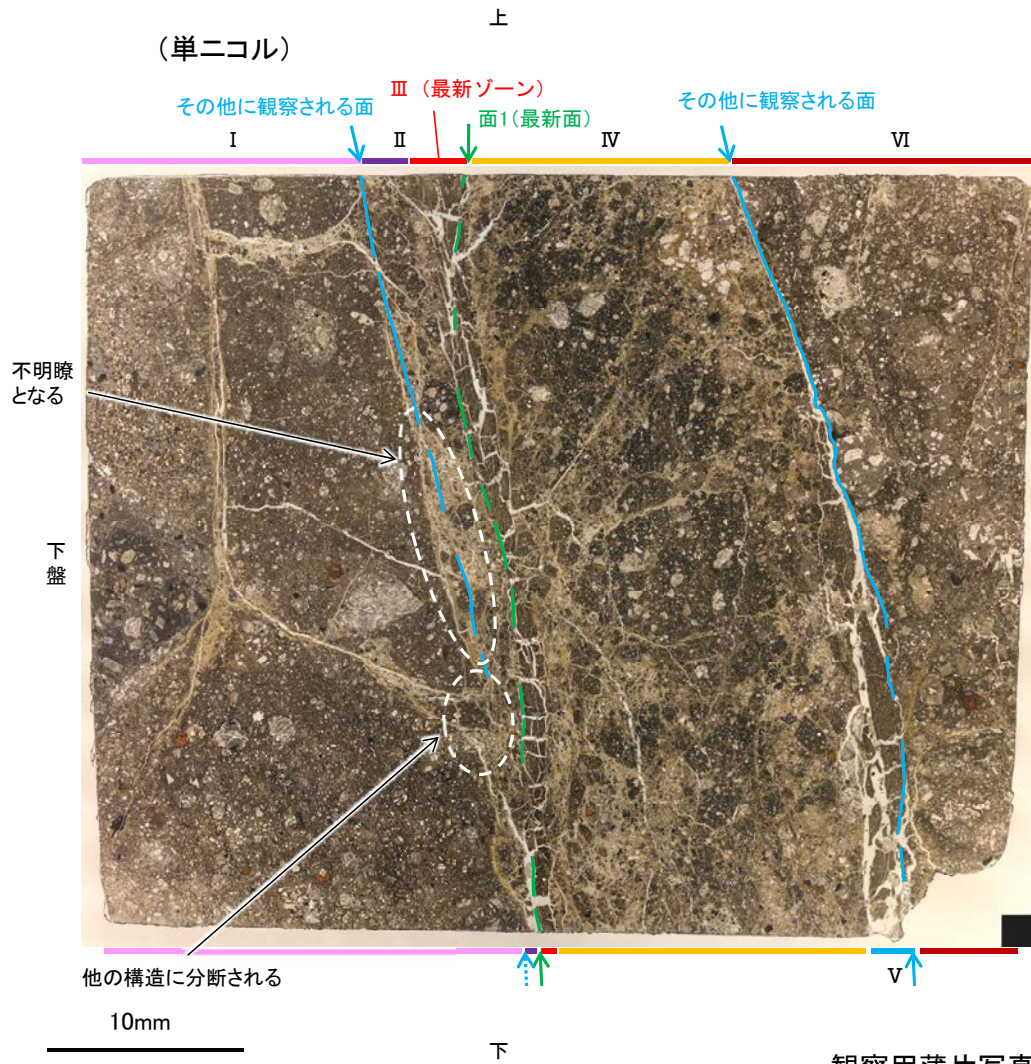 上
(単ニコル)
Ⅲ (最新ゾーン)
その他に観察される面
面1(最新面)
その他に観察される面
Ⅰ
Ⅱ
Ⅳ
Ⅵ
不明瞭
となる
下
盤
他の構造に分断される
Ⅴ
10mm
下